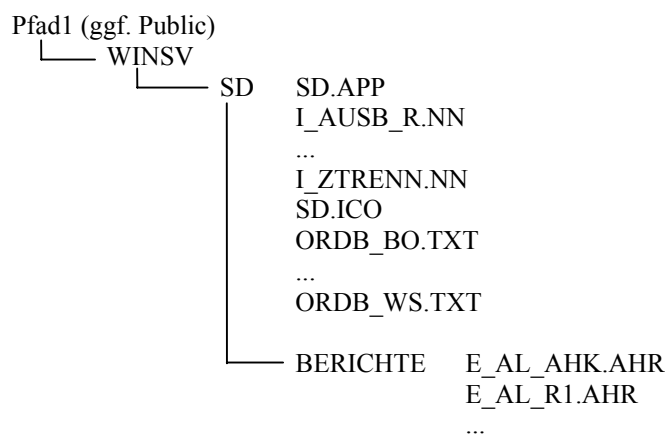 Pfad1 (ggf. Public)
WINSV
SD SD.APP
I_AUSB_R.NN
...
I_ZTRENN.NN
SD.ICO
ORDB_BO.TXT
...
ORDB_WS.TXT
BERICHTE E_AL_AHK.AHR
E_AL_R1.AHR
...